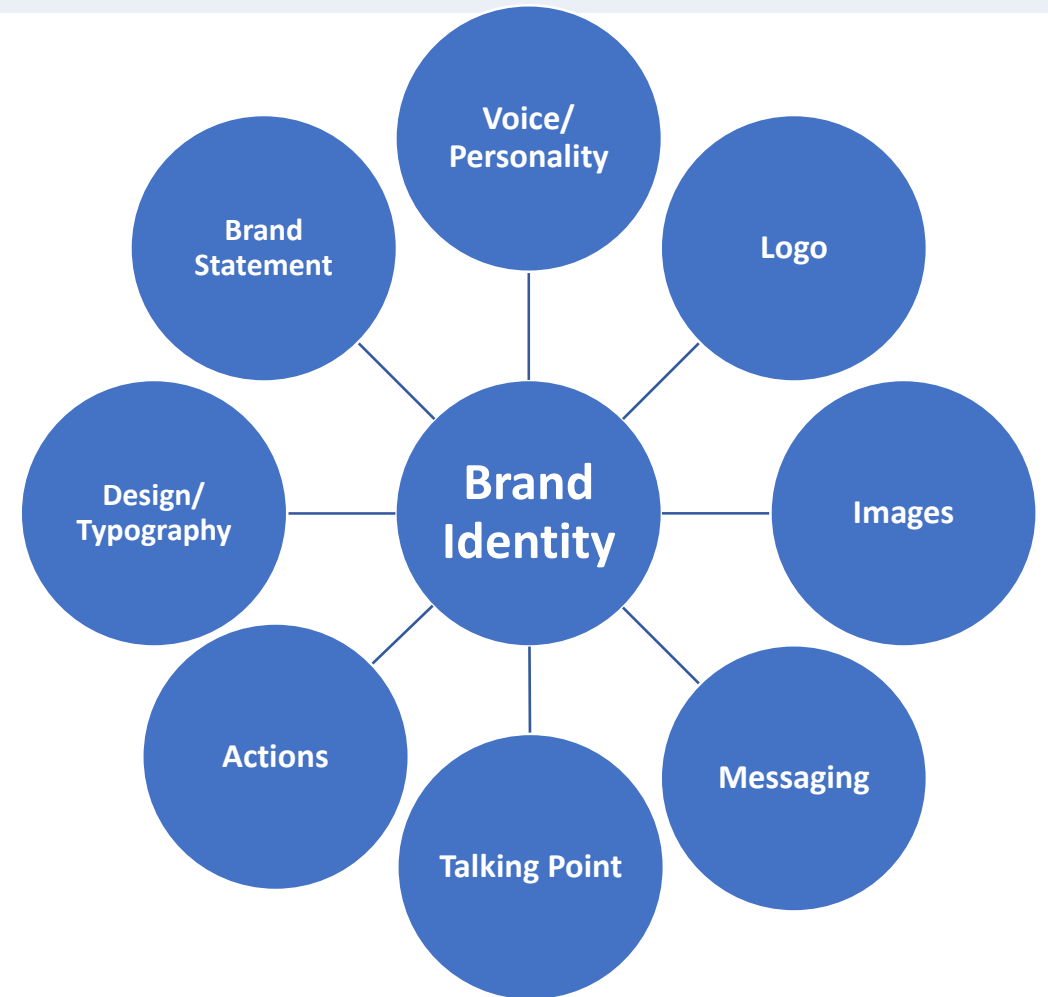 Voice/
Personality
Logo
Images
Messaging
Talking Point
Actions
Design/
Typography
Brand
Statement
Brand
Identity